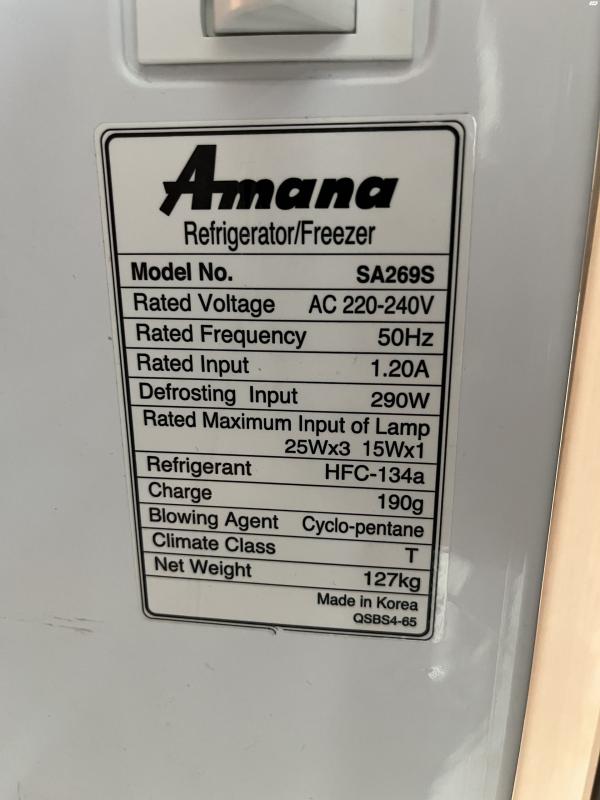 Amana
Refrigerator/Freezer
Model No. SA269S
Rated Voltage AC 220-240V
Rated Frequency 50Hz
Rated Input 1.20A
Defrosting Input 290W
Rated Maximum Input of Lamp
25Wx3 15Wx1
Refrigerant HFC-134a
Charge 190g
Blowing Agent Cyclo-pentane
Climate Class T
Net Weight 127kg
Made in Korea
QSBS4-65